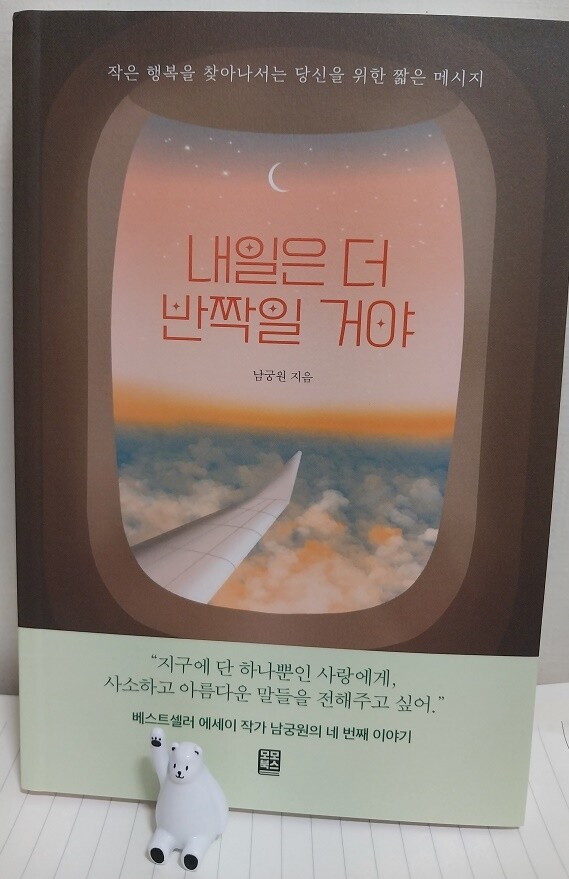 작은 행복을 찾아나서는 당신을 위한 짧은 메시지
내일은 더
반짝일 거야
남궁원 지음
“지구에 단 하나뿐인 사랑에게,
사소하고 아름다운 말들을 전해주고 싶어.”
베스트셀러 에세이 작가 남궁원의 네 번째 이야기
모모
북스